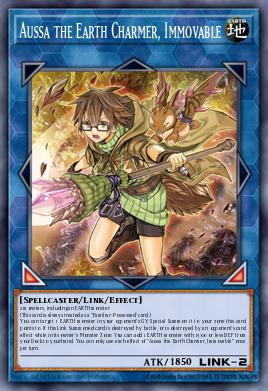 AUSSA THE EARTH CHARMER, IMMOVABLE
EARTH
地
[SPELLCASTER/LINK/EFFECT]
2 monsters, including an EARTH monster
(This card is always treated as a "Familiar-Possessed" card.)
You can target 1 EARTH monster in your opponent's GY; Special Summon it to your zone this card
points to. If this Link Summoned card is destroyed by battle, or is destroyed by an opponent's card
effect while in its owner's Monster Zone: You can add 1 EARTH monster with or less DEF from
your Deck to your hand. You can only use each effect of "Aussa the Earth Charmer, Immovable" once
per turn.
ATK/1850 LINK-2